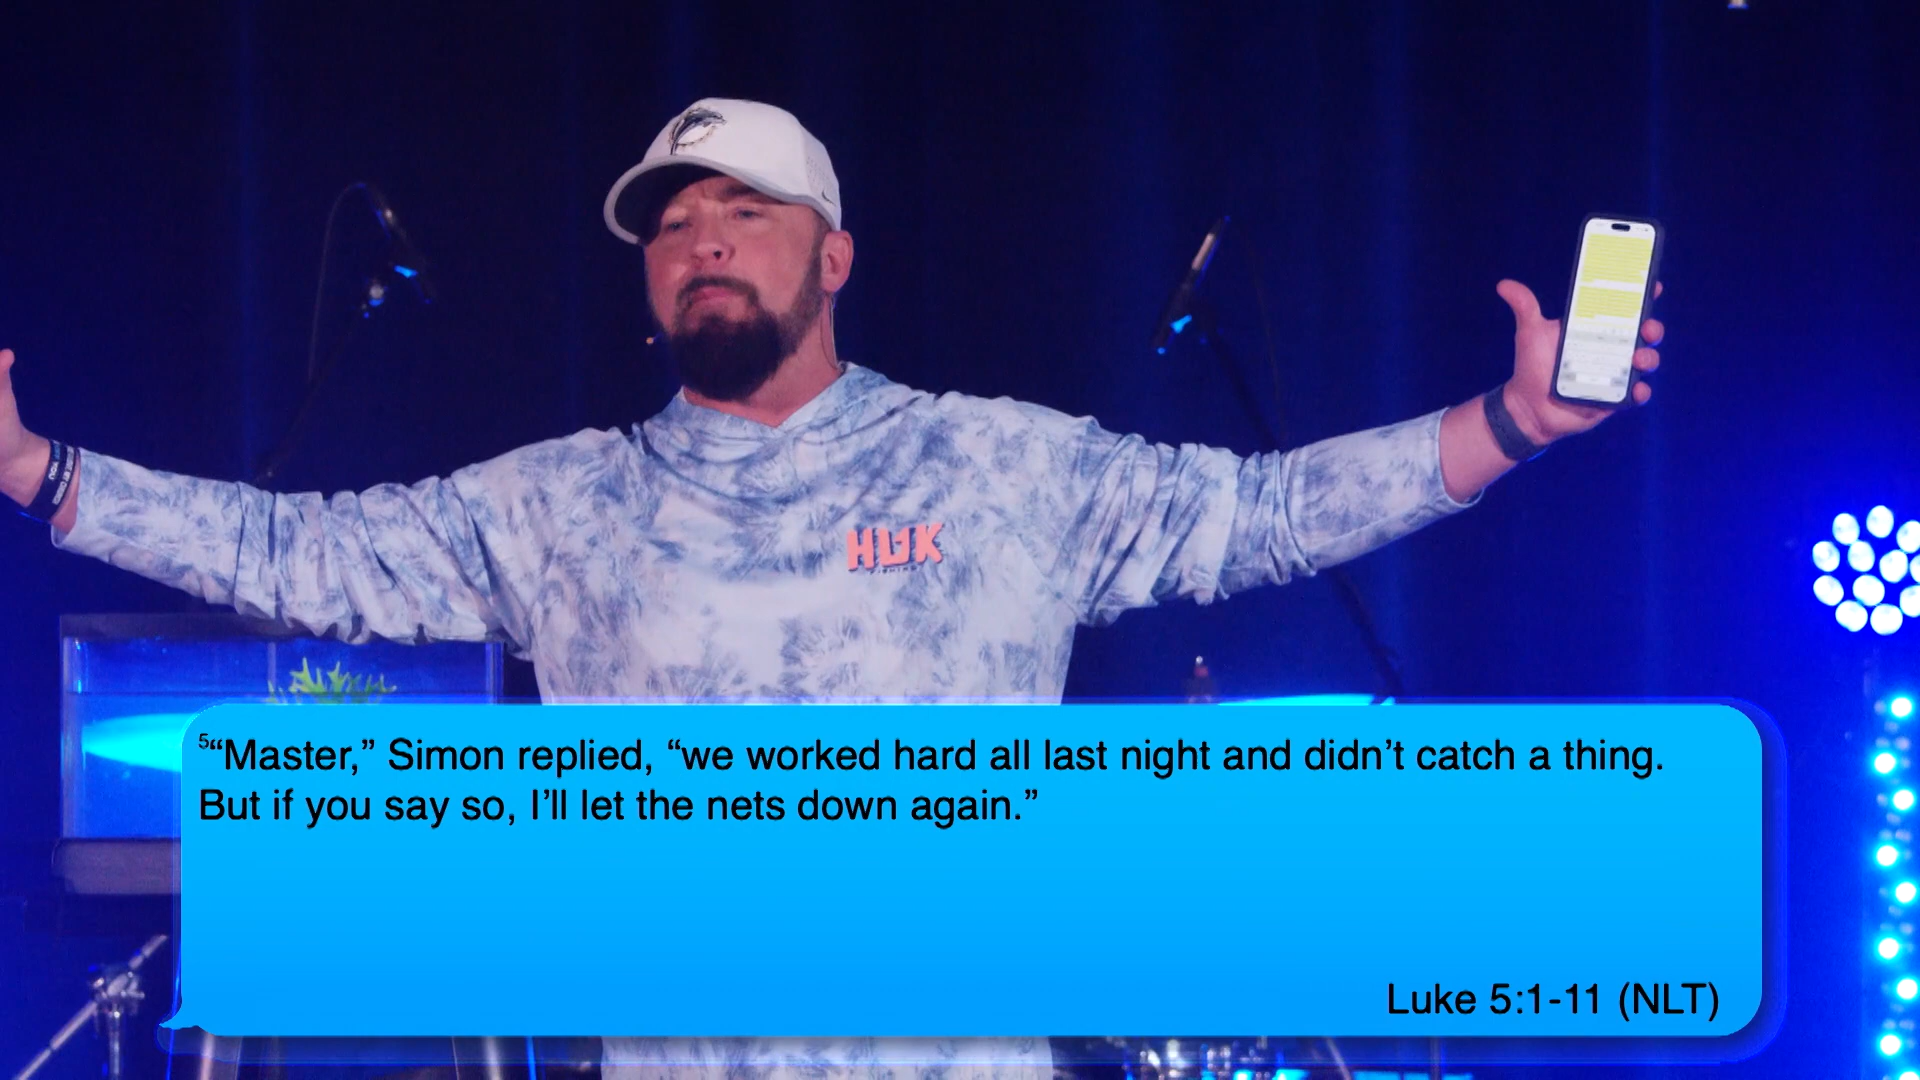 HUK
FISHING
⁵“Master,” Simon replied, “we worked hard all last night and didn’t catch a thing.
But if you say so, I’ll let the nets down again.”
Luke 5:1-11 (NLT)